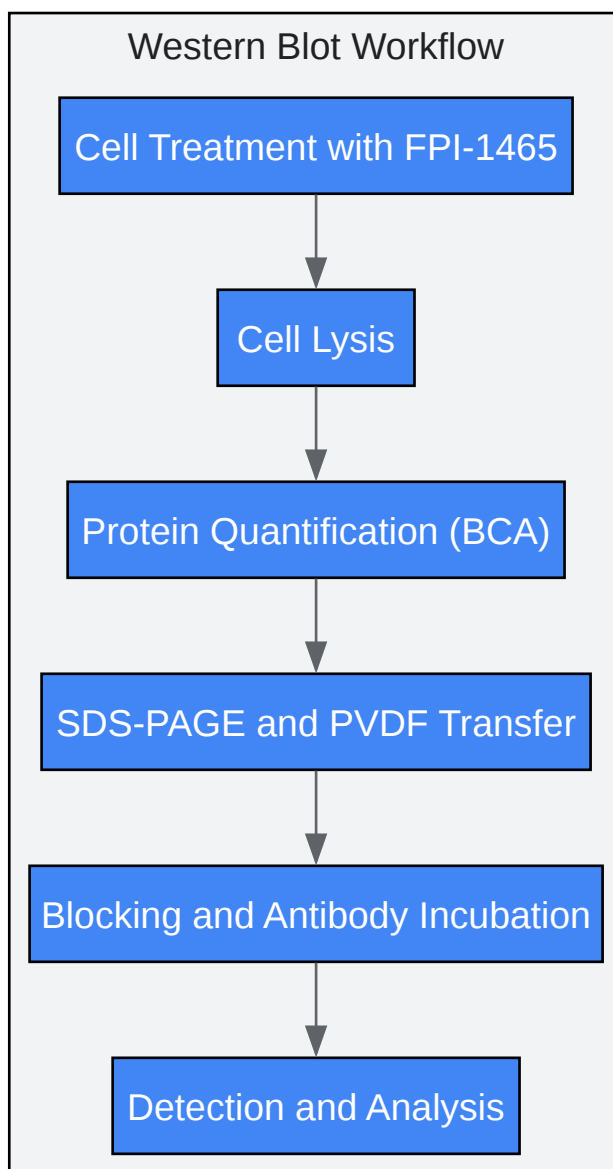 Western Blot Workflow
Cell Treatment with FPI-1465
Cell Lysis
Protein Quantification (BCA)
SDS-PAGE and PVDF Transfer
Blocking and Antibody Incubation
Detection and Analysis